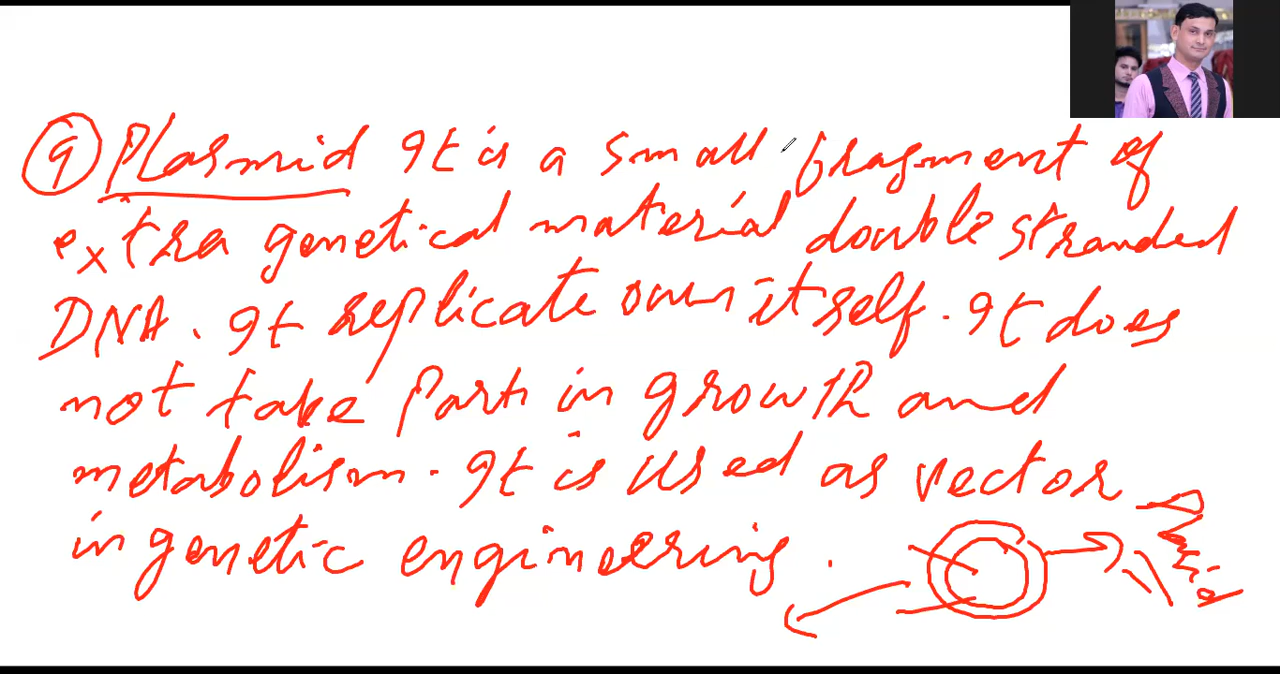 9 Plasmid It is a small fragment of
extra genetical material double stranded
DNA. It replicate own itself. It does
not take part in growth and
metabolism. It is used as vector
in genetic engineering.